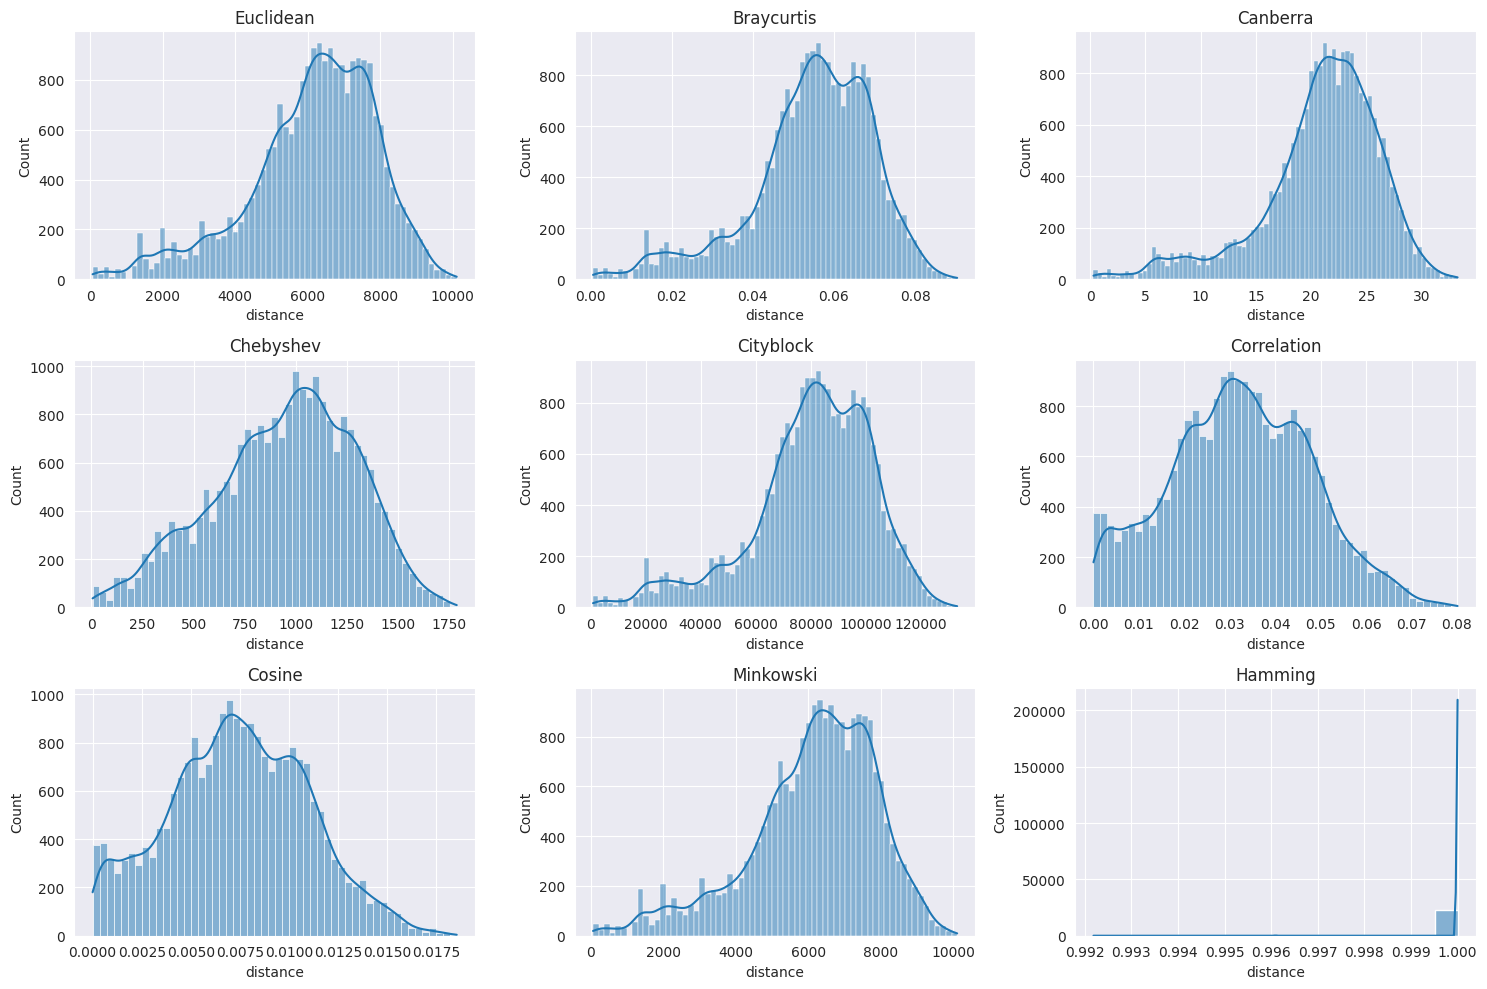 Euclidean
Count
800
600
400
200
0
0 2000 4000 6000 8000 10000
distance
Braycurtis
Count
800
600
400
200
0
0.00 0.02 0.04 0.06 0.08
distance
Canberra
Count
800
600
400
200
0
0 5 10 15 20 25 30
distance
Chebyshev
Count
1000
800
600
400
200
0
0 250 500 750 1000 1250 1500 1750
distance
Cityblock
Count
800
600
400
200
0
0 20000 40000 60000 80000 100000 120000
distance
Correlation
Count
800
600
400
200
0
0.00 0.01 0.02 0.03 0.04 0.05 0.06 0.07 0.08
distance
Cosine
Count
1000
800
600
400
200
0
0.0000 0.0025 0.0050 0.0075 0.0100 0.0125 0.0150 0.0175
distance
Minkowski
Count
800
600
400
200
0
0 2000 4000 6000 8000 10000
distance
Hamming
Count
200000
150000
100000
50000
0
0.992 0.993 0.994 0.995 0.996 0.997 0.998 0.999 1.000
distance